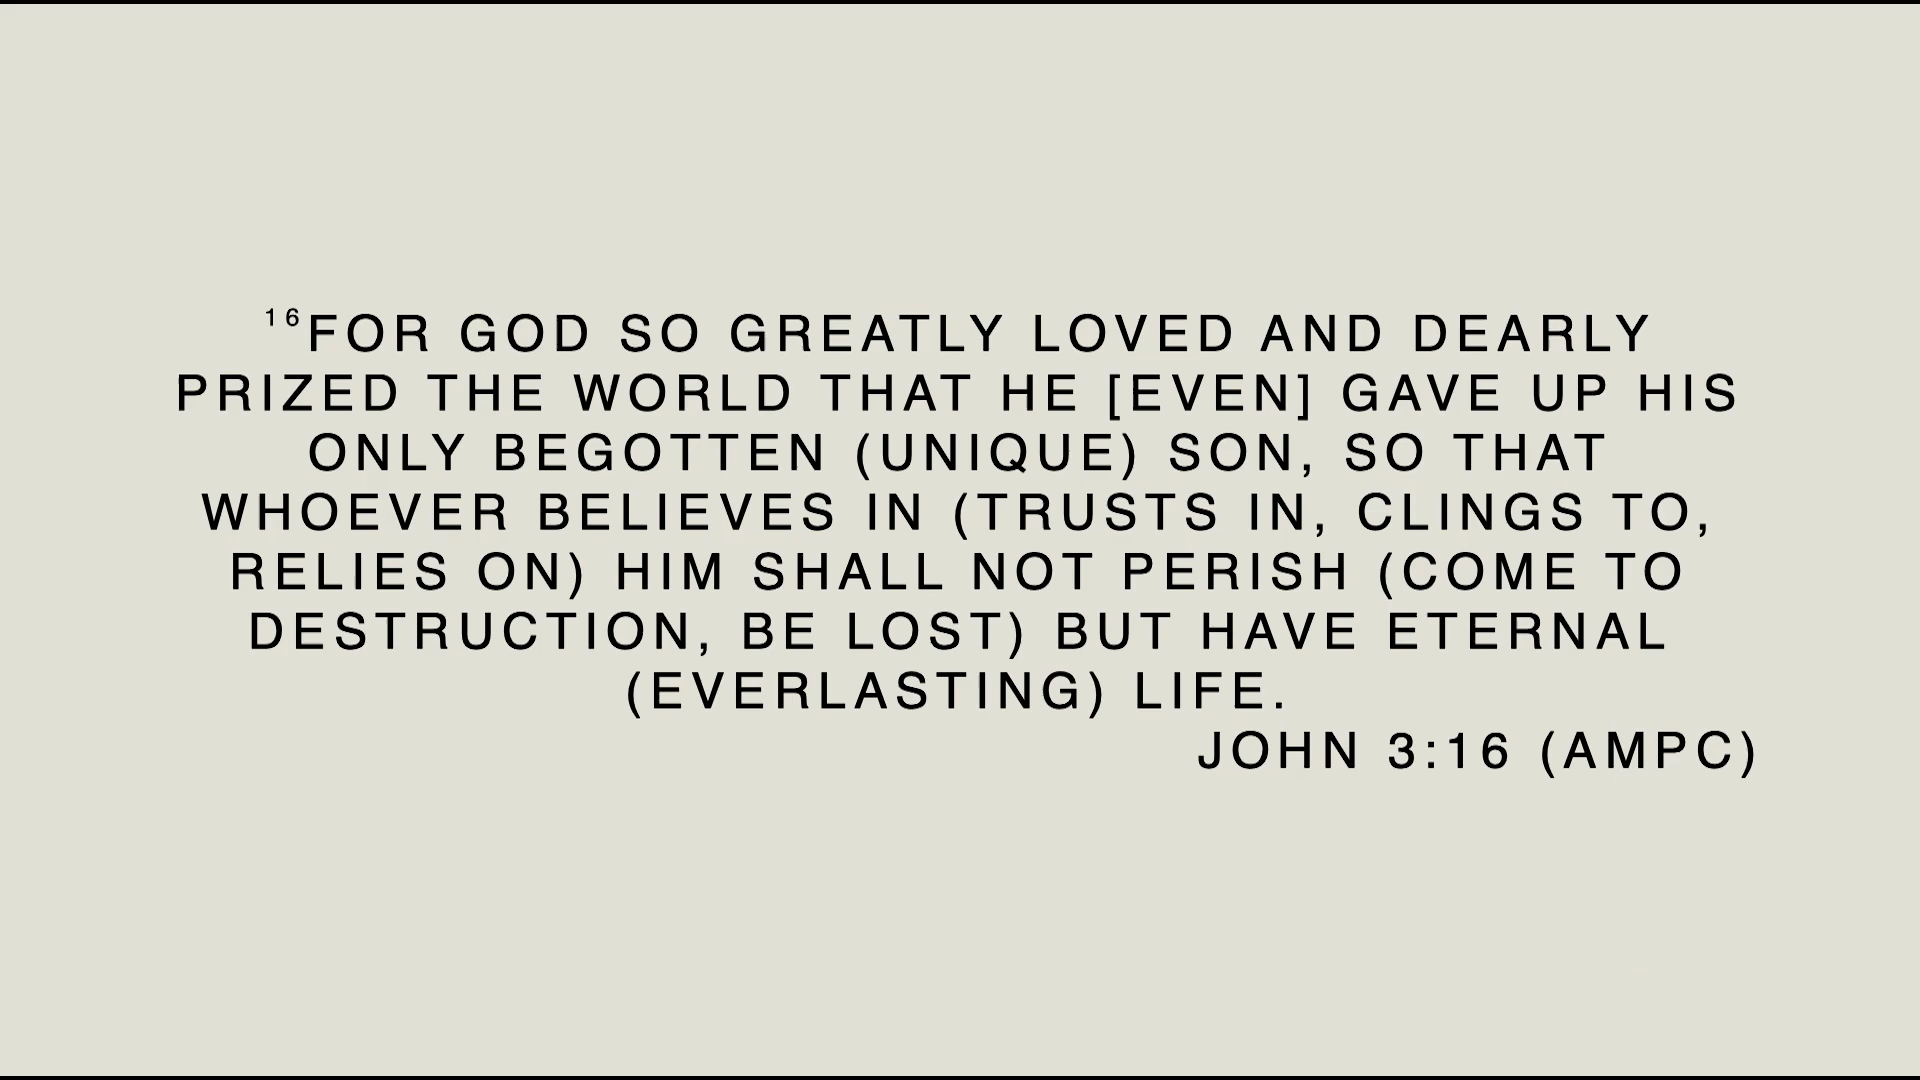 16FOR GOD SO GREATLY LOVED AND DEARLY
PRIZED THE WORLD THAT HE [EVEN] GAVE UP HIS
ONLY BEGOTTEN (UNIQUE) SON, SO THAT
WHOEVER BELIEVES IN (TRUSTS IN, CLINGS TO,
RELIES ON) HIM SHALL NOT PERISH (COME TO
DESTRUCTION, BE LOST) BUT HAVE ETERNAL
(EVERLASTING) LIFE.
JOHN 3:16 (AMPC)